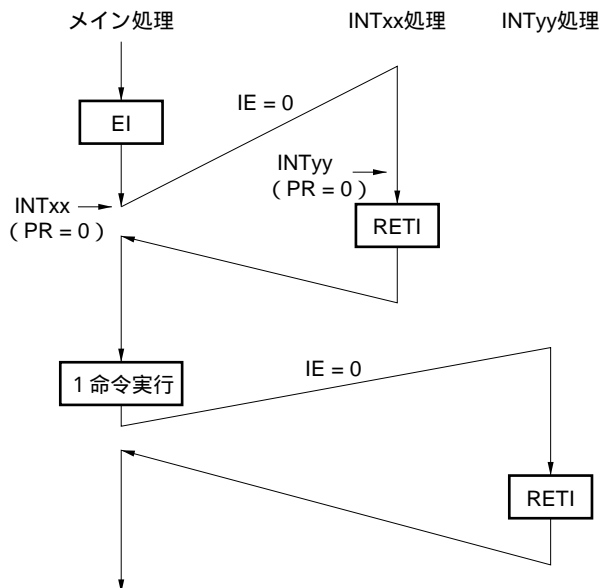 メイン処理
INTxx処理
INTyy処理
EI
IE = 0
INTyy
( PR = 0 )
INTxx
( PR = 0 )
RETI
1 命令実行
IE = 0
RETI